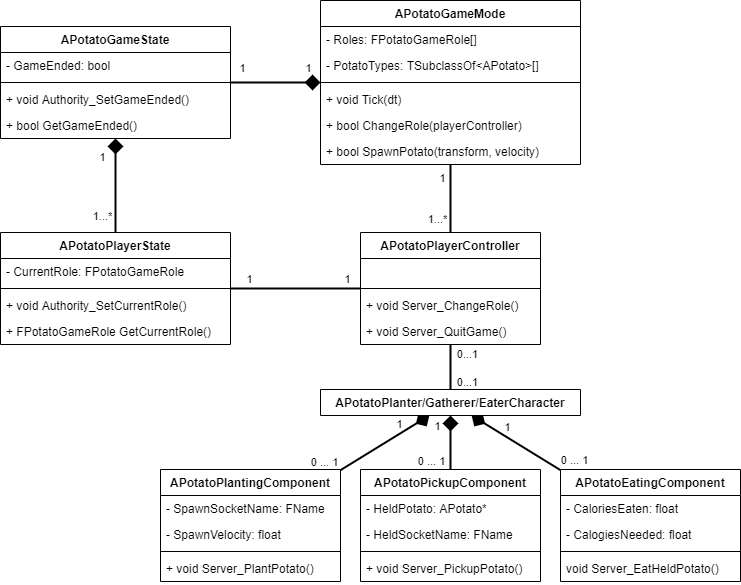 APotatoGameState
- GameEnded: bool
+ void Authority_SetGameEnded()
+ bool GetGameEnded()
1
1
APotatoGameMode
- Roles: FPotatoGameRole[]
- PotatoTypes: TSubclassOf<APotato>[]
+ void Tick(dt)
+ bool ChangeRole(playerController)
+ bool SpawnPotato(transform, velocity)
1
1...*
1
1...*
APotatoPlayerState
- CurrentRole: FPotatoGameRole
+ void Authority_SetCurrentRole()
+ FPotatoGameRole GetCurrentRole()
1
1
APotatoPlayerController
+ void Server_ChangeRole()
+ void Server_QuitGame()
0...1
0...1
APotatoPlanter/Gatherer/EaterCharacter
1
1
1
0 ... 1
0 ... 1
0 ... 1
APotatoPlantingComponent
- SpawnSocketName: FName
- SpawnVelocity: float
+ void Server_PlantPotato()
APotatoPickupComponent
- HeldPotato: APotato*
- HeldSocketName: FName
+ void Server_PickupPotato()
APotatoEatingComponent
- CaloriesEaten: float
- CalogiesNeeded: float
void Server_EatHeldPotato()